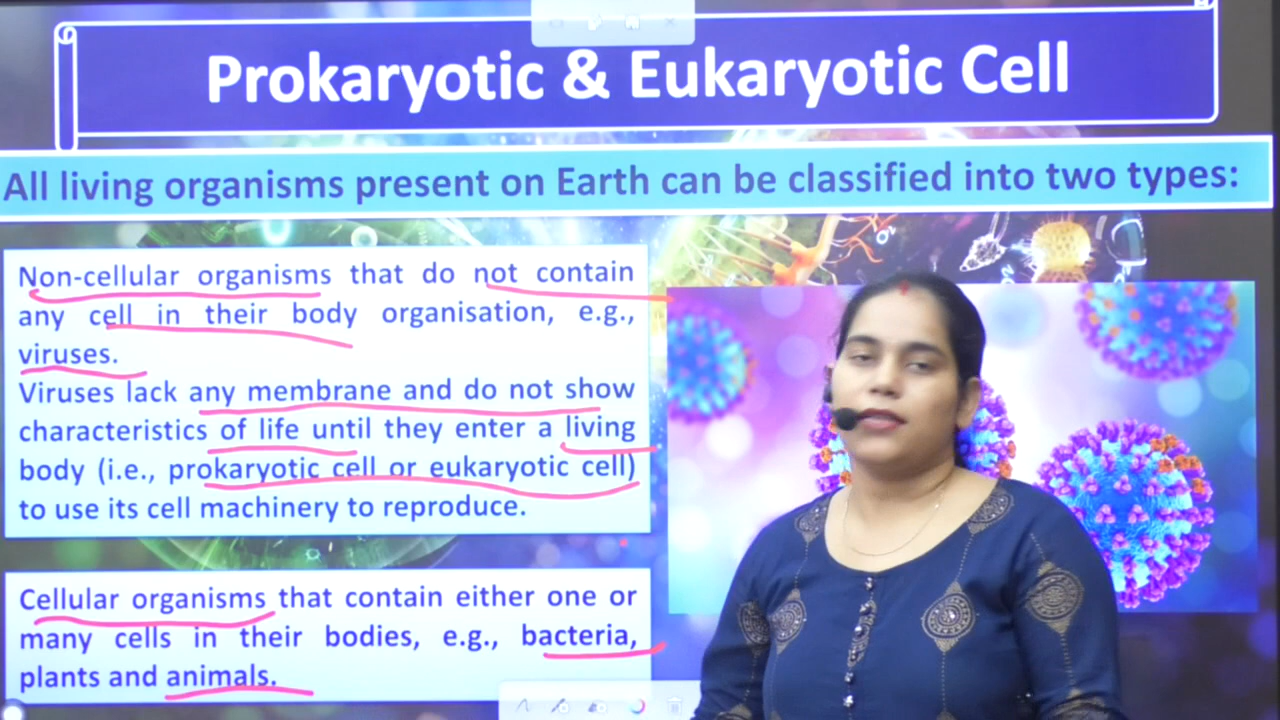 Prokaryotic & Eukaryotic Cell
All living organisms present on Earth can be classified into two types:
Non-cellular organisms that do not contain
any cell in their body organisation, e.g.,
viruses.
Viruses lack any membrane and do not show
characteristics of life until they enter a living
body (i.e., prokaryotic cell or eukaryotic cell)
to use its cell machinery to reproduce.
Cellular organisms that contain either one or
many cells in their bodies, e.g., bacteria,
plants and animals.